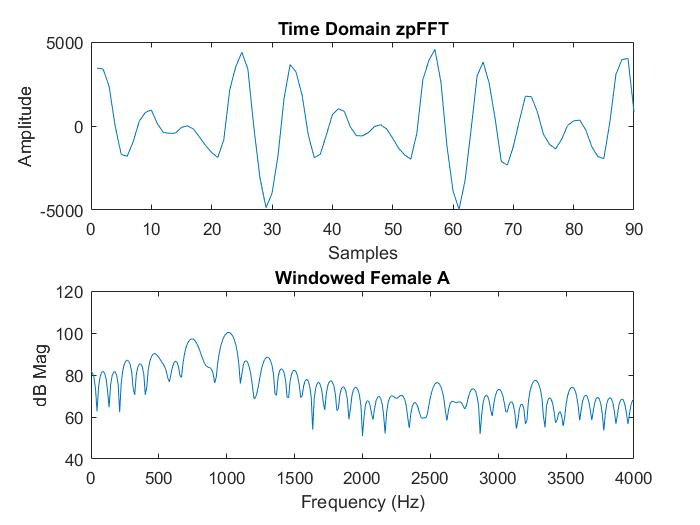 Time Domain zpFFT
5000
0
-5000
Amplitude
0 10 20 30 40 50 60 70 80 90
Samples
Windowed Female A
120
100
80
60
40
dB Mag
0 500 1000 1500 2000 2500 3000 3500 4000
Frequency (Hz)